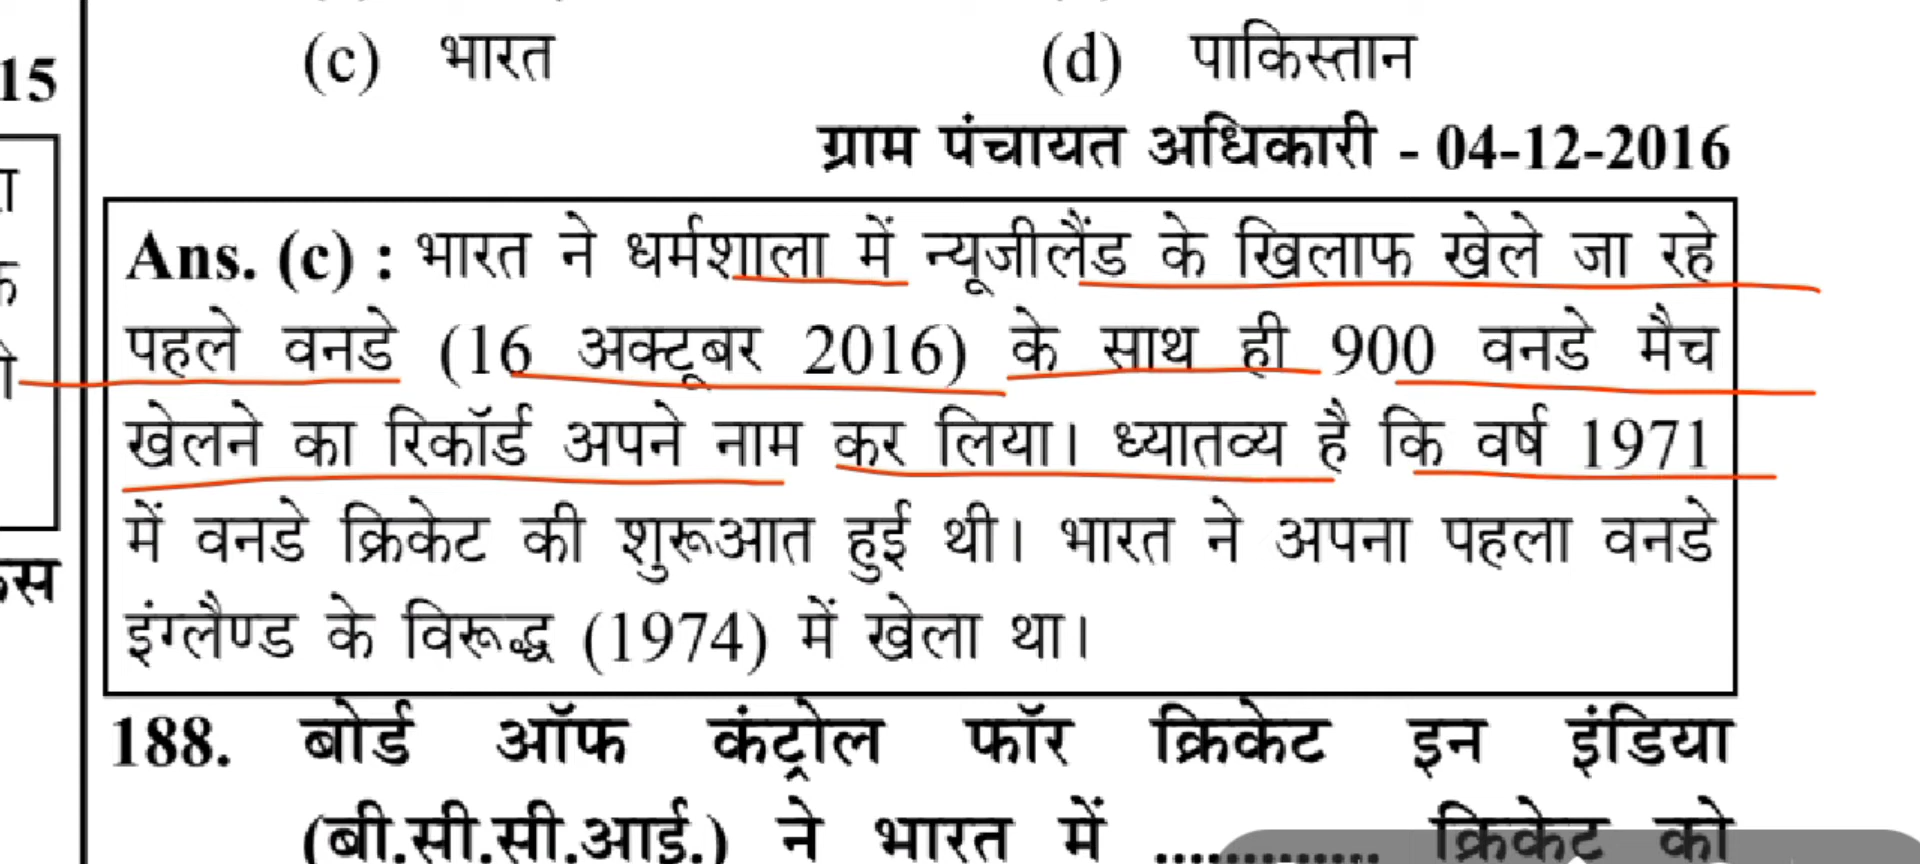 (c) भारत (d) पाकिस्तान
15
ग्राम पंचायत अधिकारी - 04-12-2016
Ans. (c) : भारत ने धर्मशाला में न्यूजीलैंड के खिलाफ खेले जा रहे
पहले वनडे (16 अक्टूबर 2016) के साथ ही 900 वनडे मैच
खेलने का रिकॉर्ड अपने नाम कर लिया। ध्यातव्य है कि वर्ष 1971
में वनडे क्रिकेट की शुरूआत हुई थी। भारत ने अपना पहला वनडे
इंग्लैण्ड के विरूद्ध (1974) में खेला था।
188. बोर्ड ऑफ कंट्रोल फॉर क्रिकेट इन इंडिया
(बी.सी.सी.आई.) ने भारत में ............. क्रिकेट को